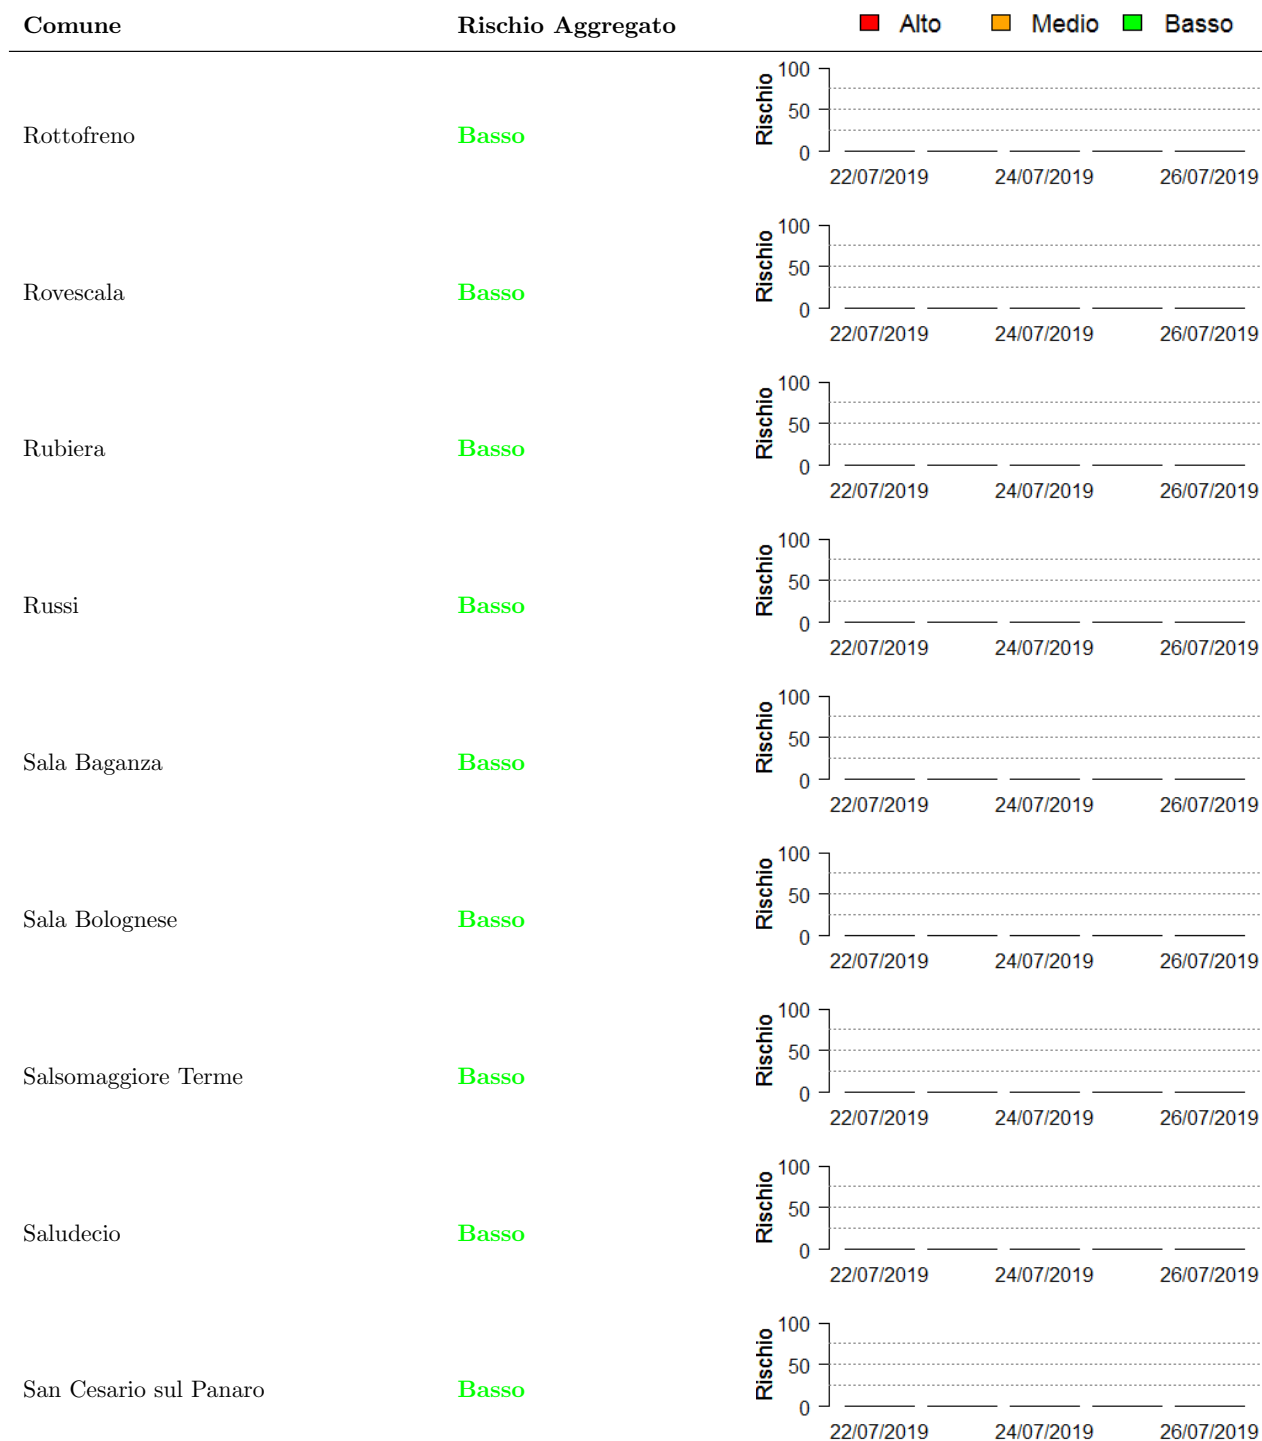 Comune Rischio Aggregato Alto Medio Basso
100
Rischio
50
Rottofreno Basso
0
22/07/2019 24/07/2019 26/07/2019
100
Rischio
50
Rovescala Basso
0
22/07/2019 24/07/2019 26/07/2019
100
Rischio
50
Rubiera Basso
0
22/07/2019 24/07/2019 26/07/2019
100
Rischio
50
Russi Basso
0
22/07/2019 24/07/2019 26/07/2019
100
Rischio
50
Sala Baganza Basso
0
22/07/2019 24/07/2019 26/07/2019
100
Rischio
50
Sala Bolognese Basso
0
22/07/2019 24/07/2019 26/07/2019
100
Rischio
50
Salsomaggiore Terme Basso
0
22/07/2019 24/07/2019 26/07/2019
100
Rischio
50
Saludecio Basso
0
22/07/2019 24/07/2019 26/07/2019
100
Rischio
50
San Cesario sul Panaro Basso
0
22/07/2019 24/07/2019 26/07/2019